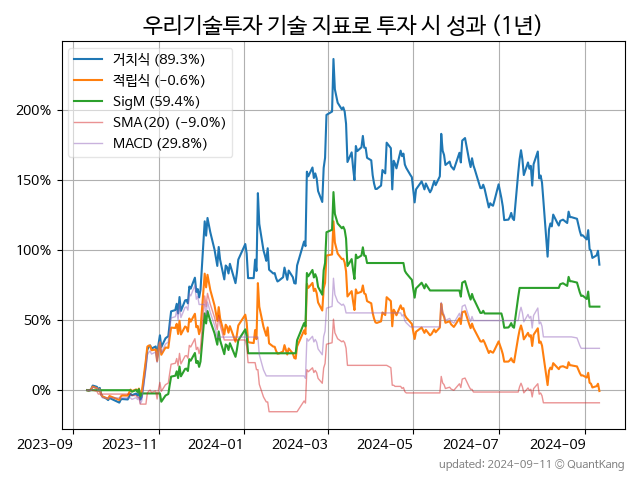 우리기술투자 기술 지표로 투자 시 성과 (1년)
거치식 (89.3%)
적립식 (−0.6%)
SigM (59.4%)
SMA(20) (−9.0%)
MACD (29.8%)
200%
150%
100%
50%
0%
2023-09 2023-11 2024-01 2024-03 2024-05 2024-07 2024-09
updated: 2024-09-11 © QuantKang